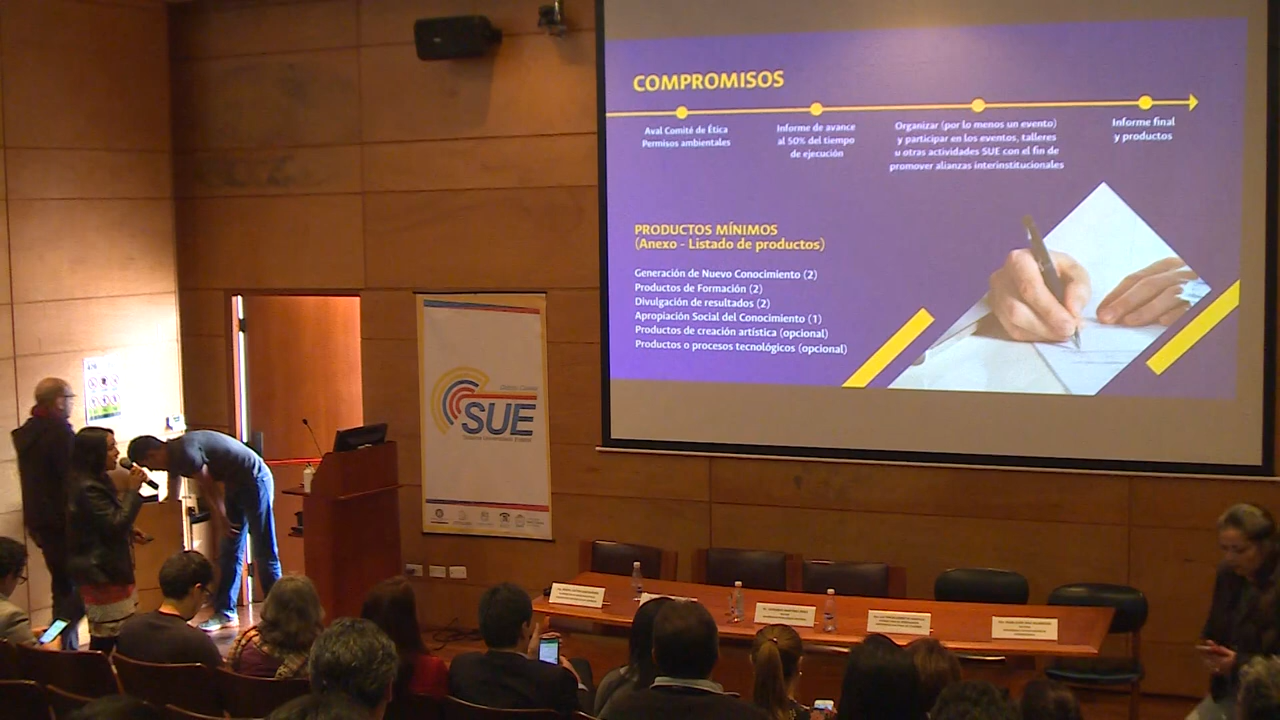 COMPROMISOS
Aval Comité de Ética
Permisos ambientales
Informe de avance
al 50% del tiempo
de ejecución
Organizar (por lo menos un evento)
y participar en los eventos, talleres
u otras actividades SUE con el fin de
promover alianzas interinstitucionales
Informe final
y productos
PRODUCTOS MÍNIMOS
(Anexo - Listado de productos)
Generación de Nuevo Conocimiento (2)
Productos de Formación (2)
Divulgación de resultados (2)
Apropiación Social del Conocimiento (1)
Productos de creación artística (opcional)
Productos o procesos tecnológicos (opcional)
SUE